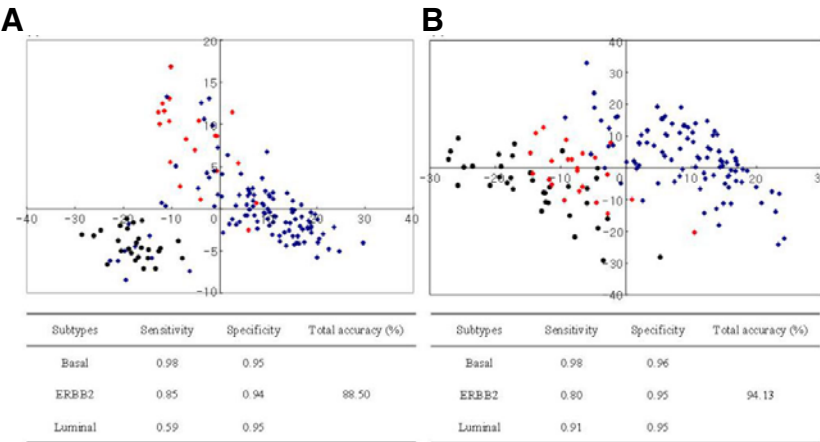 A
B
20
15
10
5
-40 -30 -20 -10 0 10 20 30 40
-5
-10
40
30
20
10
-30 -20 -10 0 10 20 30
-10
-20
-30
-40
Subtypes Sensitivity Specificity Total accuracy (%)
Basal 0.98 0.95
ERBB2 0.85 0.94 88.50
Luminal 0.59 0.95
Subtypes Sensitivity Specificity Total accuracy (%)
Basal 0.98 0.96
ERBB2 0.80 0.95 94.13
Luminal 0.91 0.95